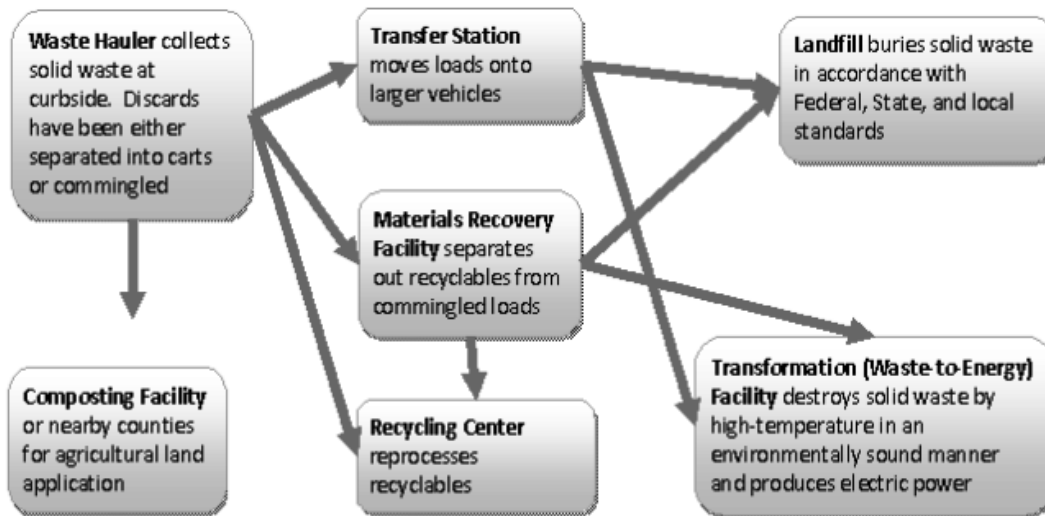 Waste Hauler collects
solid waste at
curbside. Discards
have been either
separated into carts
or commingled
Transfer Station
moves loads onto
larger vehicles
Landfill buries solid waste
in accordance with
Federal, State, and local
standards
Materials Recovery
Facility separates
out recyclables from
commingled loads
Composting Facility
or nearby counties
for agricultural land
application
Recycling Center
reprocesses
recyclables
Transformation (Waste-to-Energy)
Facility destroys solid waste by
high-temperature in an
environmentally sound manner
and produces electric power